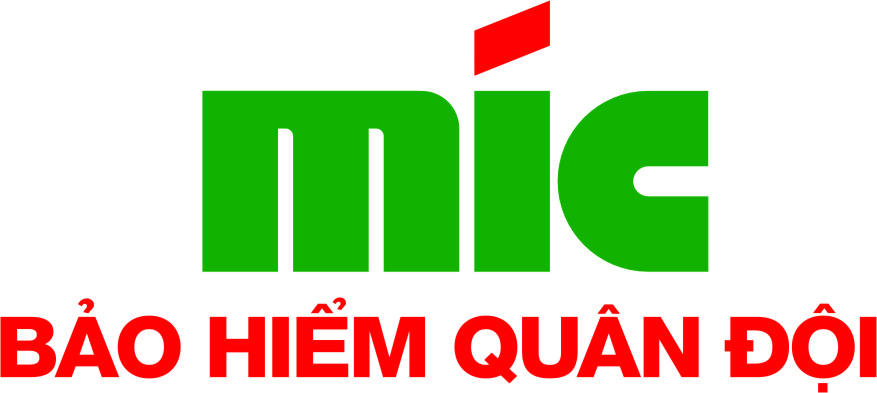 mic
BẢO HIỂM QUÂN ĐỘI